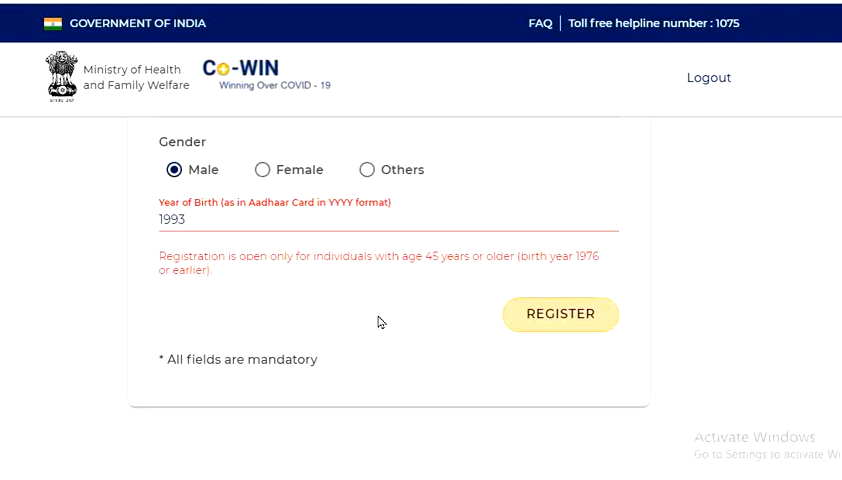 GOVERNMENT OF INDIA
FAQ
Toll free helpline number : 1075
Ministry of Health
and Family Welfare
Co-WIN
Winning Over COVID - 19
Logout
Gender
Male
Female
Others
Year of Birth (as in Aadhaar Card in YYYY format)
1993
Registration is open only for individuals with age 45 years or older (birth year 1976
or earlier).
REGISTER
* All fields are mandatory
Activate Windows
Go to Settings to activate Wi